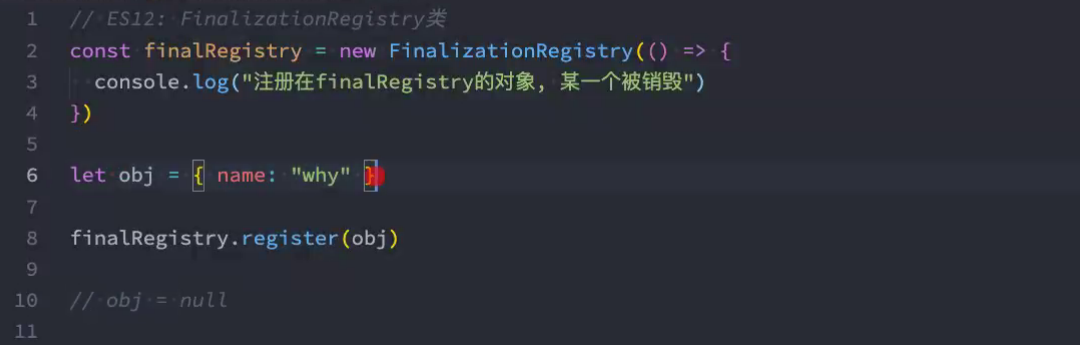 1 // ES12: FinalizationRegistry类
2 const finalRegistry = new FinalizationRegistry(() => {
3 console.log("注册在finalRegistry的对象, 某一个被销毁")
4 })
5
6 let obj = { name: "why" }
7
8 finalRegistry.register(obj)
9
10 // obj = null
11